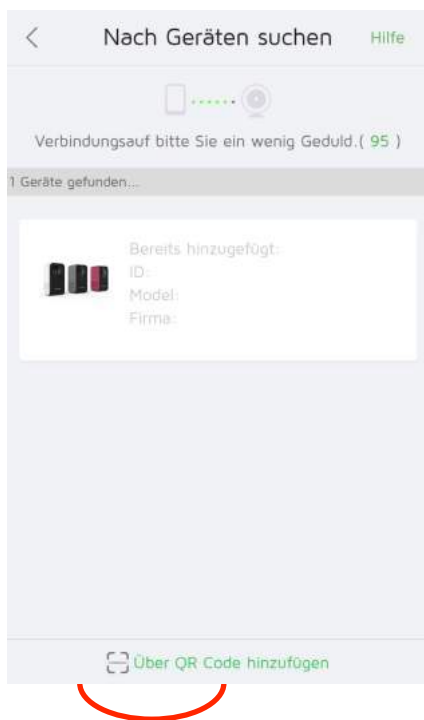 Nach Geräten suchen Hilfe
Verbindungsauf bitte Sie ein wenig Geduld.( 95 )
1 Geräte gefunden...
Bereits hinzugefügt:
ID:
Model:
Firma:
Über QR Code hinzufügen